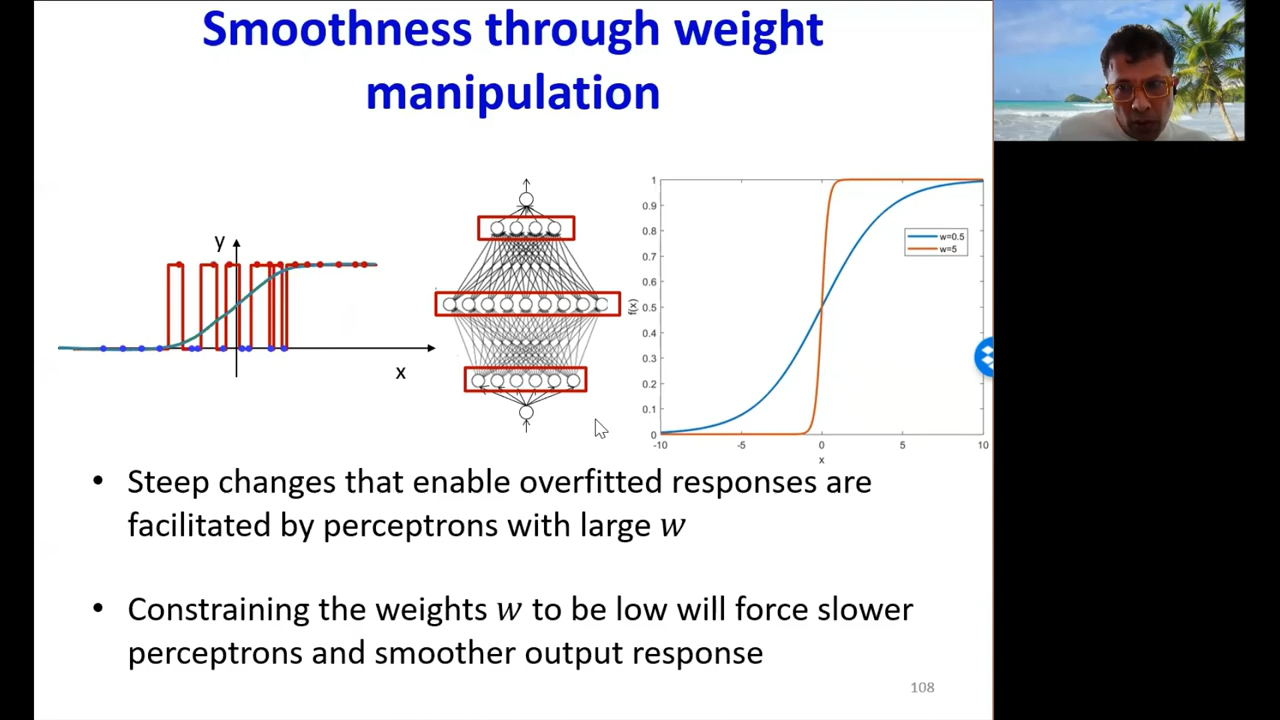 Smoothness through weight
manipulation
y
x
1
0.9
0.8
0.7
0.6
0.5
0.4
0.3
0.2
0.1
0
f(x)
-10
-5
0
5
10
x
w=0.5
w=5
• Steep changes that enable overfitted responses are
facilitated by perceptrons with large w
• Constraining the weights w to be low will force slower
perceptrons and smoother output response
108